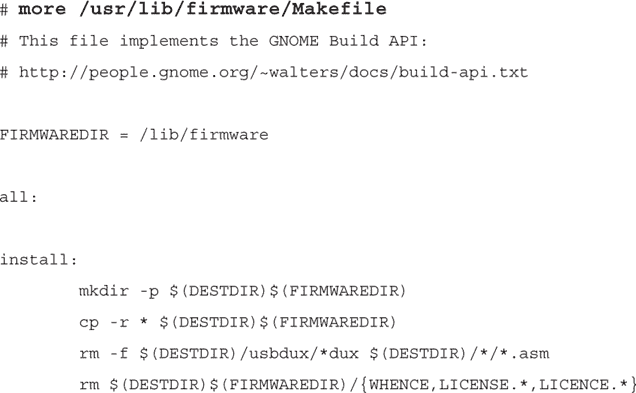 # more /usr/lib/firmware/Makefile
# This file implements the GNOME Build API:
# http://people.gnome.org/~walters/docs/build-api.txt
FIRMWAREDIR = /lib/firmware
all:
install:
mkdir -p $(DESTDIR)$(FIRMWAREDIR)
cp -r * $(DESTDIR)$(FIRMWAREDIR)
rm -f $(DESTDIR)/usbdux/*dux $(DESTDIR)/*/*.asm
rm $(DESTDIR)$(FIRMWAREDIR)/{WHENCE,LICENSE.*,LICENCE.*}